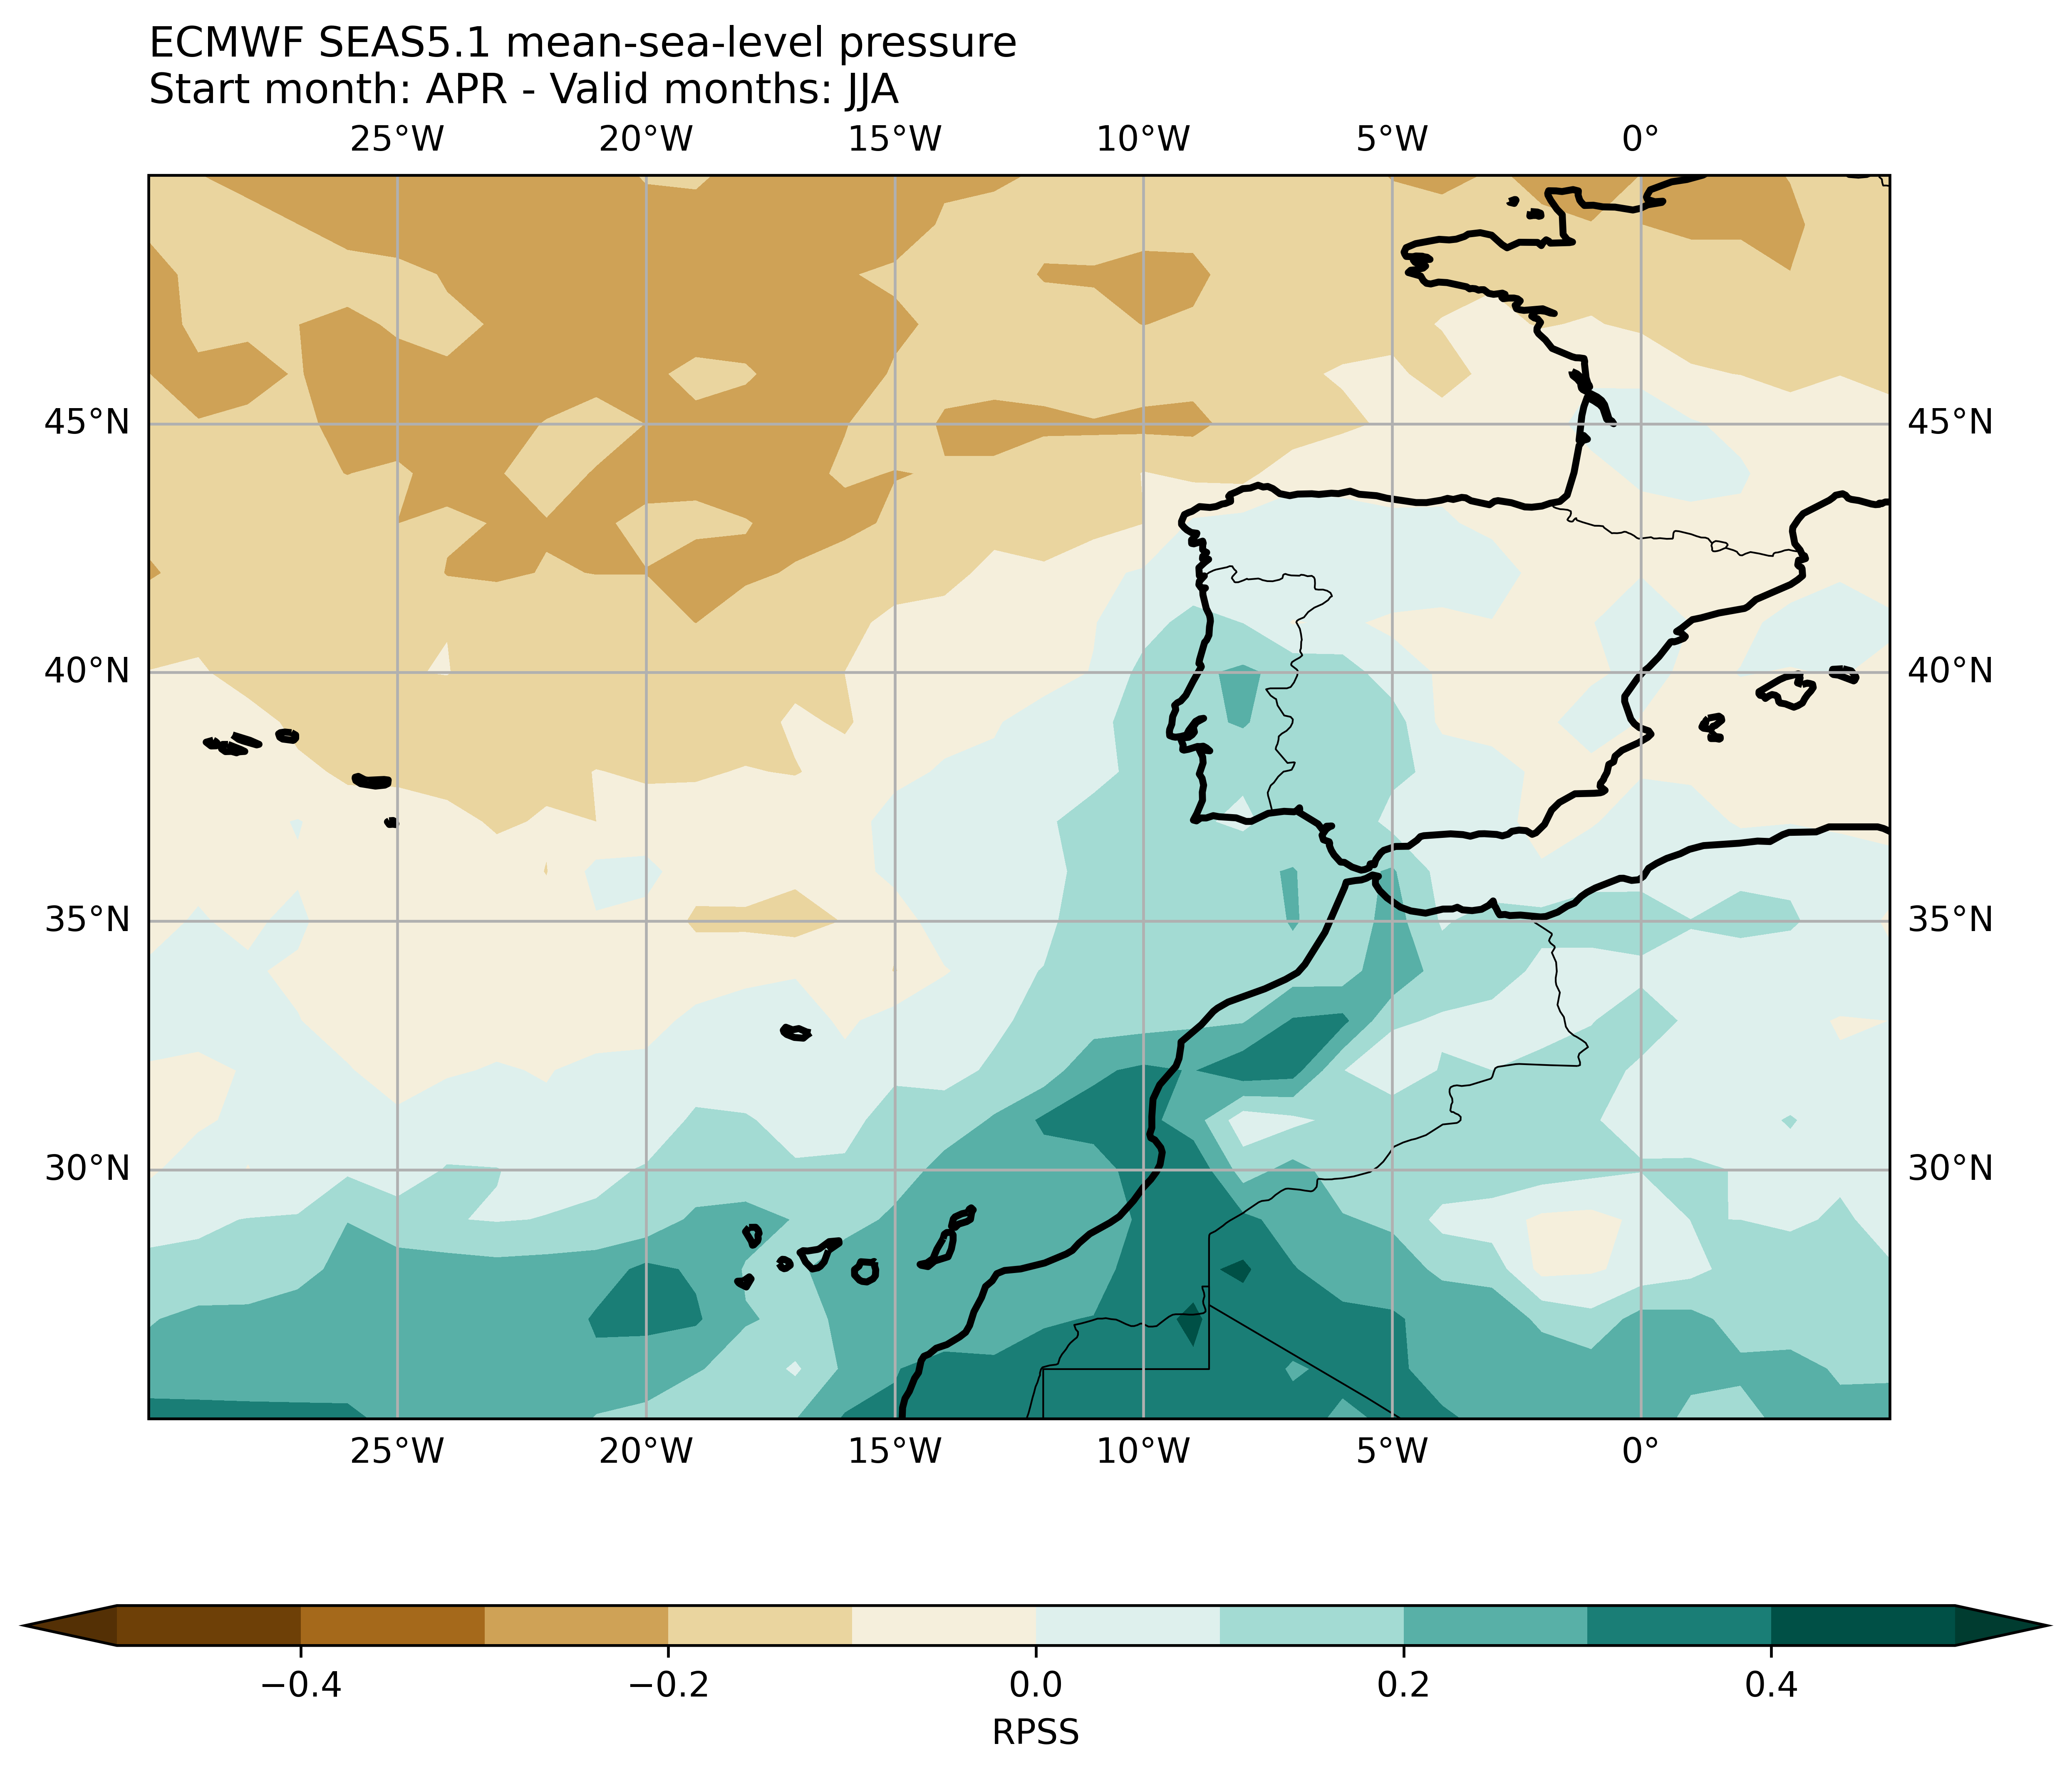 ECMWF SEAS5.1 mean-sea-level pressure
Start month: APR - Valid months: JJA
25°W 20°W 15°W 10°W 5°W 0°
45°N 45°N
40°N 40°N
35°N 35°N
30°N 30°N
25°W 20°W 15°W 10°W 5°W 0°
−0.4 −0.2 0.0 0.2 0.4
RPSS